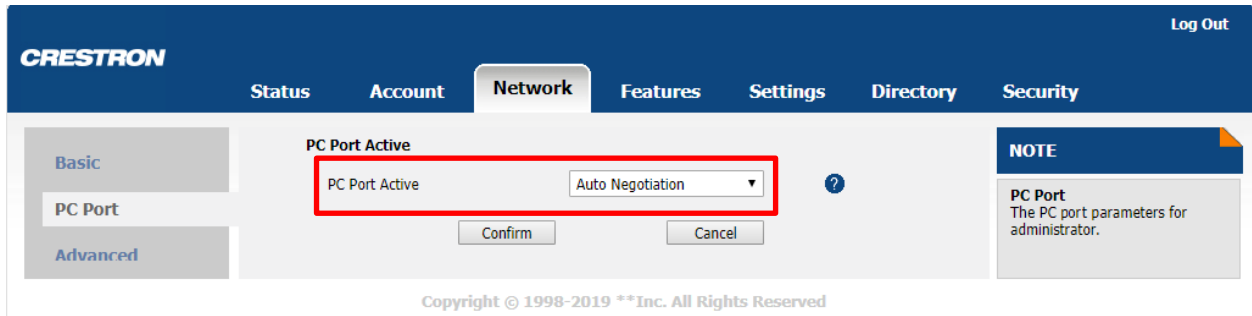 Log Out
CRESTRON
Status Account Network Features Settings Directory Security
Basic
PC Port
Advanced
PC Port Active
PC Port Active Auto Negotiation ▼ ?
Confirm Cancel
NOTE
PC Port
The PC port parameters for
administrator.
Copyright © 1998-2019 **Inc. All Rights Reserved